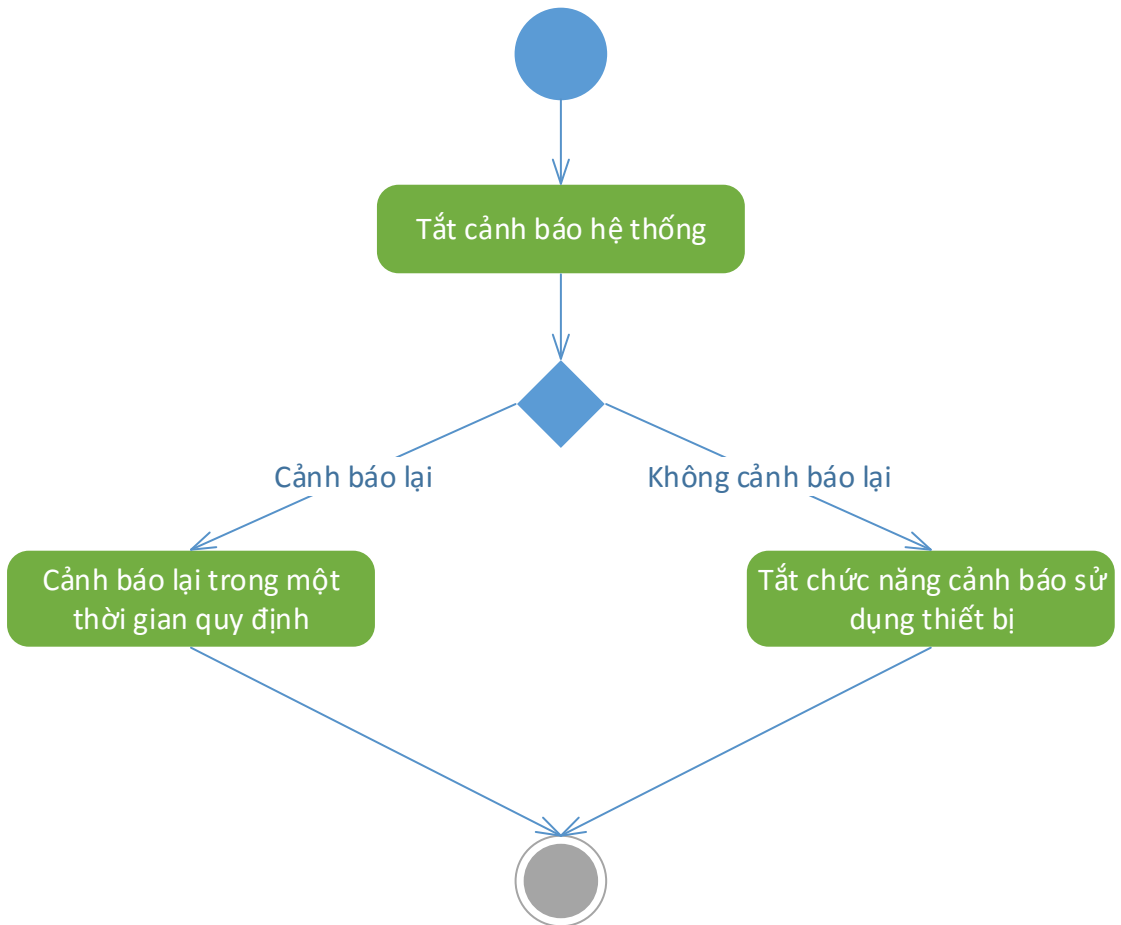 Tắt cảnh báo hệ thống
Cảnh báo lại
Không cảnh báo lại
Cảnh báo lại trong một
thời gian quy định
Tắt chức năng cảnh báo sử
dụng thiết bị